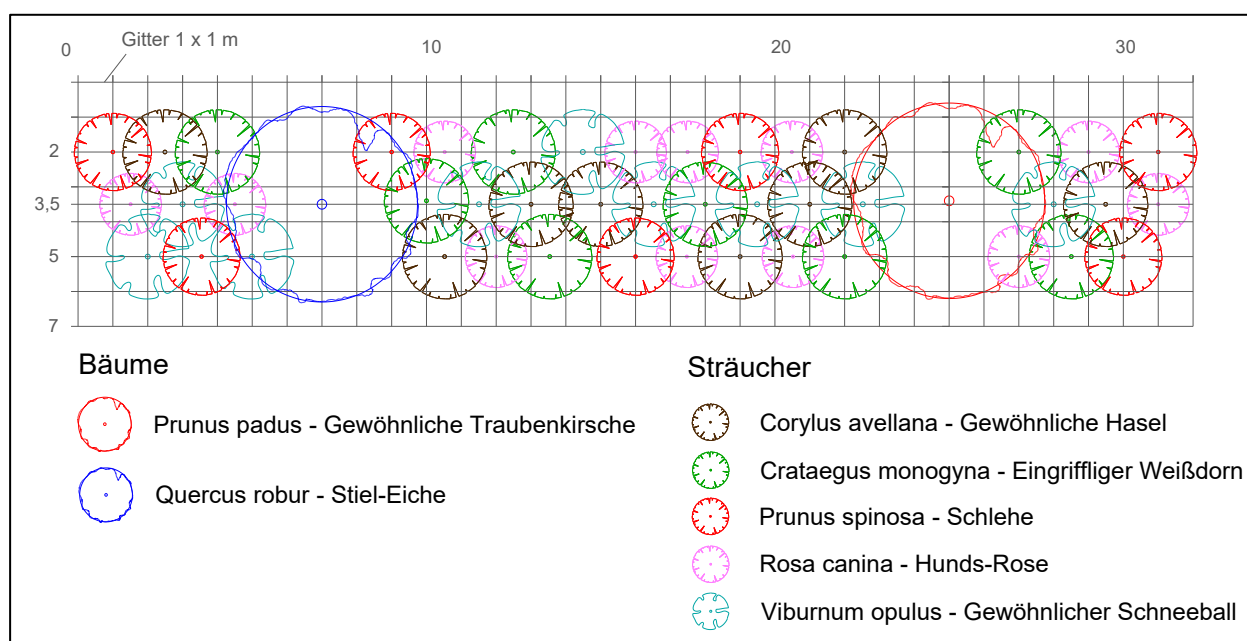 0
Gitter 1 x 1 m
10
20
30
2
3,5
5
7
Bäume
Prunus padus - Gewöhnliche Traubenkirsche
Quercus robur - Stiel-Eiche
Sträucher
Corylus avellana - Gewöhnliche Hasel
Crataegus monogyna - Eingriffliger Weißdorn
Prunus spinosa - Schlehe
Rosa canina - Hunds-Rose
Viburnum opulus - Gewöhnlicher Schneeball